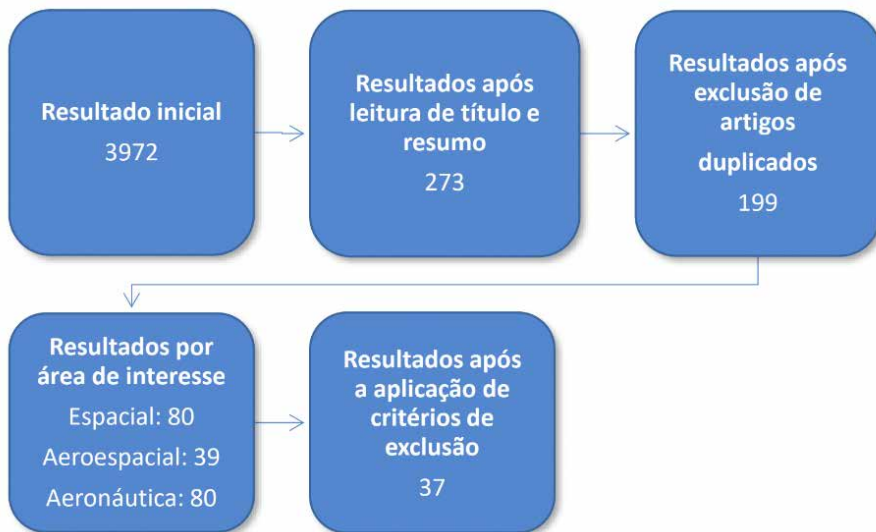 Resultado inicial
3972
Resultados após
leitura de título e
resumo
273
Resultados após
exclusão de
artigos
duplicados
199
Resultados por
área de interesse
Espacial: 80
Aeroespacial: 39
Aeronáutica: 80
Resultados após
a aplicação de
critérios de
exclusão
37